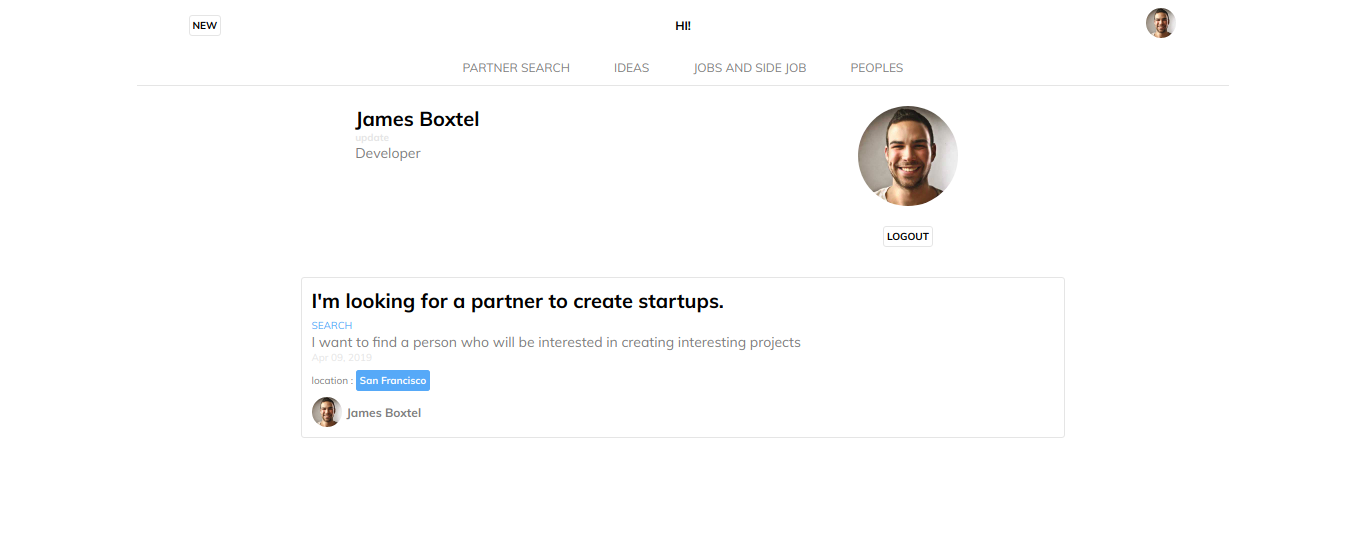 NEW
HI!
PARTNER SEARCH IDEAS JOBS AND SIDE JOB PEOPLES
James Boxtel
update
Developer
LOGOUT
I'm looking for a partner to create startups.
SEARCH
I want to find a person who will be interested in creating interesting projects
Apr 09, 2019
location : San Francisco
James Boxtel